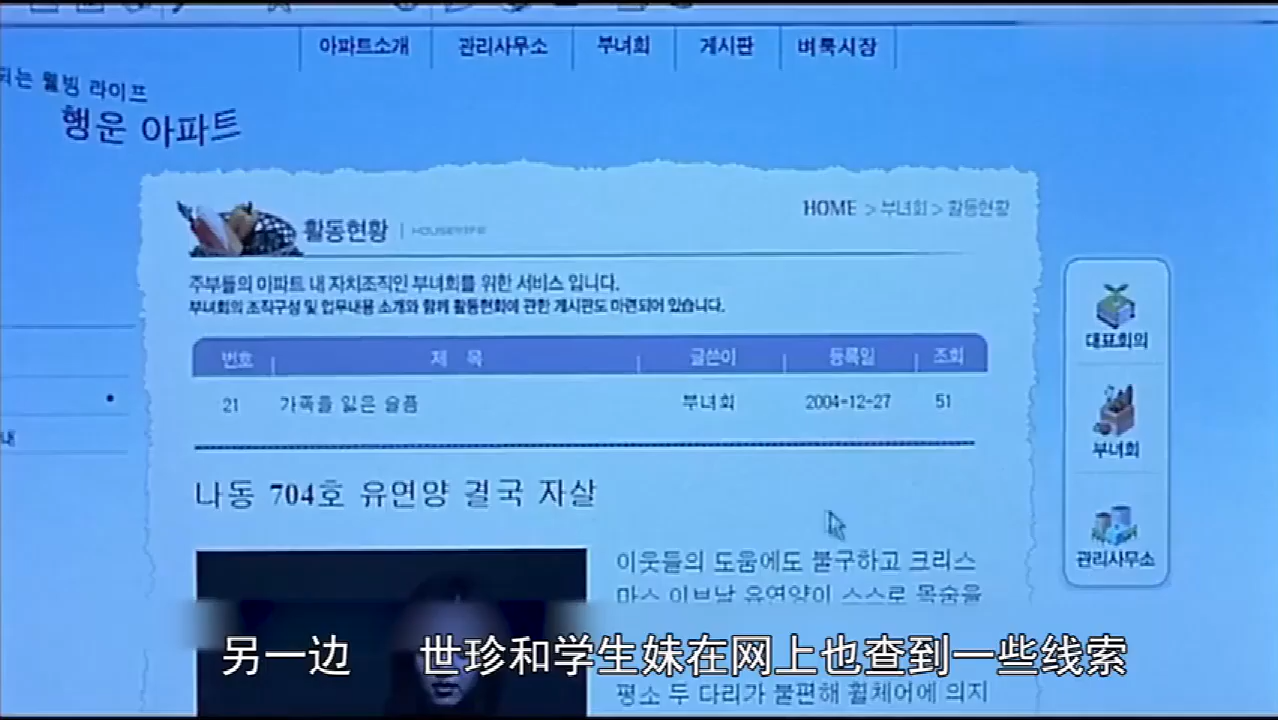 아파트소개 관리사무소 부녀회 게시판 벼룩시장
되는 웰빙 라이프
행운 아파트
HOME > 부녀회 > 활동현황
활동현황 | HOUSEWIFE
주부들의 아파트 내 자치조직인 부녀회를 위한 서비스 입니다.
부녀회의 조직구성 및 업무내용 소개와 함께 활동현황에 관한 게시판도 마련되어 있습니다.
번호 제 목 글쓴이 등록일 조회
21 가족을 잃은 슬픔 부녀회 2004-12-27 51
대표회의
부녀회
관리사무소
나동 704호 유연양 결국 자살
이웃들의 도움에도 불구하고 크리스
마스 이브날 유연양이 스스로 목숨을
另一边 世珍和学生妹在网上也查到一些线索
평소 두 다리가 불편해 휠체어에 의지